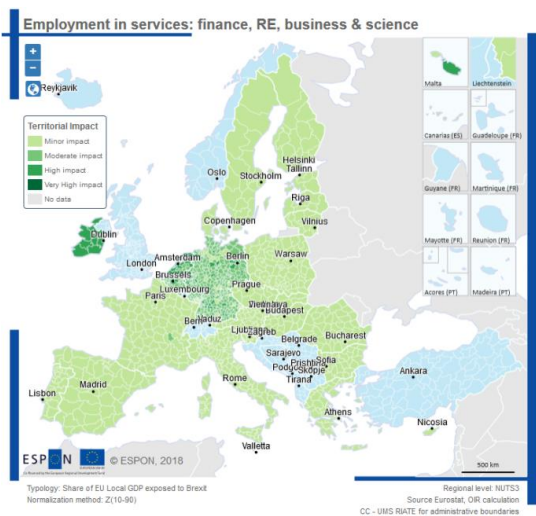 Employment in services: finance, RE, business & science
+
−
Reykjavik
Territorial Impact
Minor impact
Moderate impact
High impact
Very High impact
No data
Malta
Liechtenstein
Canarias (ES)
Guadeloupe (FR)
Guyane (FR)
Martinique (FR)
Mayotte (FR)
Reunion (FR)
Acores (PT)
Madeira (PT)
Helsinki
Oslo
Stockholm
Tallinn
Riga
Copenhagen
Vilnius
Dublin
London
Amsterdam
Berlin
Warsaw
Brussels
Luxembourg
Prague
Paris
Budapest
Bern
Vaduz
Ljubljana
Zagreb
Belgrade
Bucharest
Sarajevo
Prishtina
Sofia
Skopje
Tirana
Lisbon
Madrid
Rome
Ankara
Athens
Nicosia
Valletta
ESPON
© ESPON, 2018
500 km
Typology: Share of EU Local GDP exposed to Brexit
Normalization method: Z(10-90)
Regional level: NUTS3
Source Eurostat, OIR calculation
CC - UMS RIATE for administrative boundaries